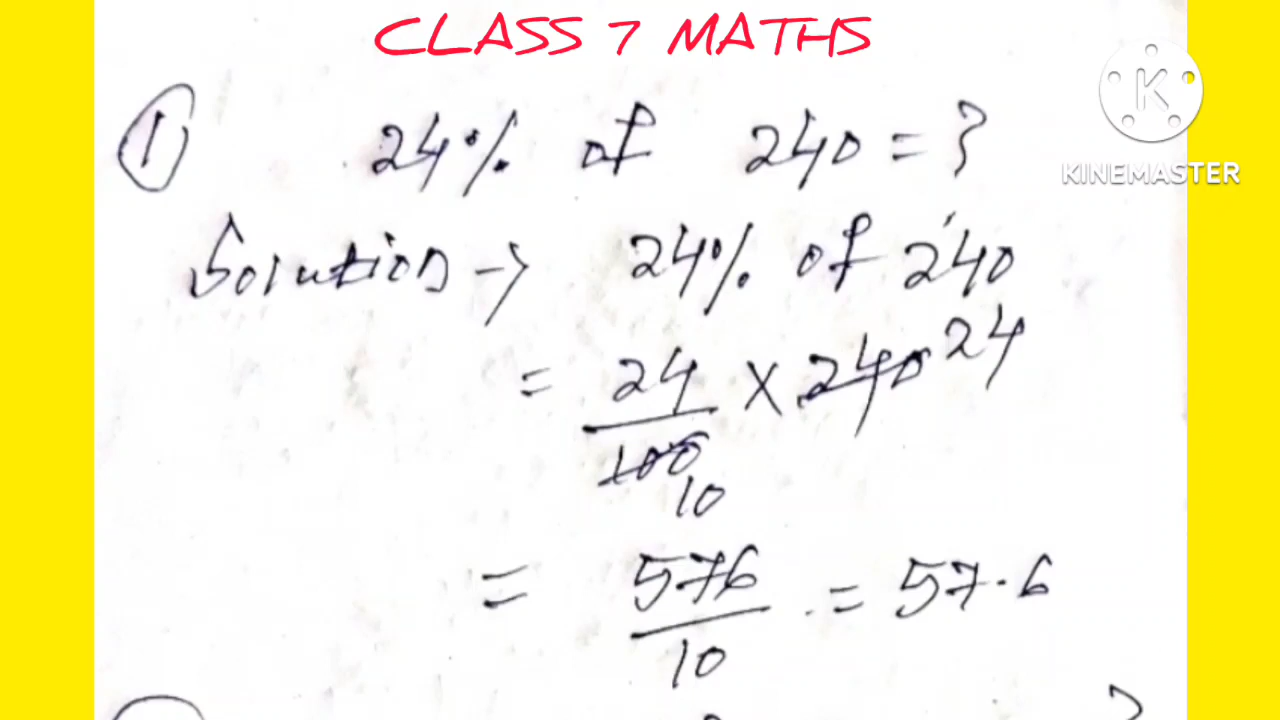 CLASS 7 MATHS
K
KINEMASTER
① 24% of 240 = ?
Solution → 24% of 240
= 24/100 10 × 240 24
= 576/10 = 57.6
?